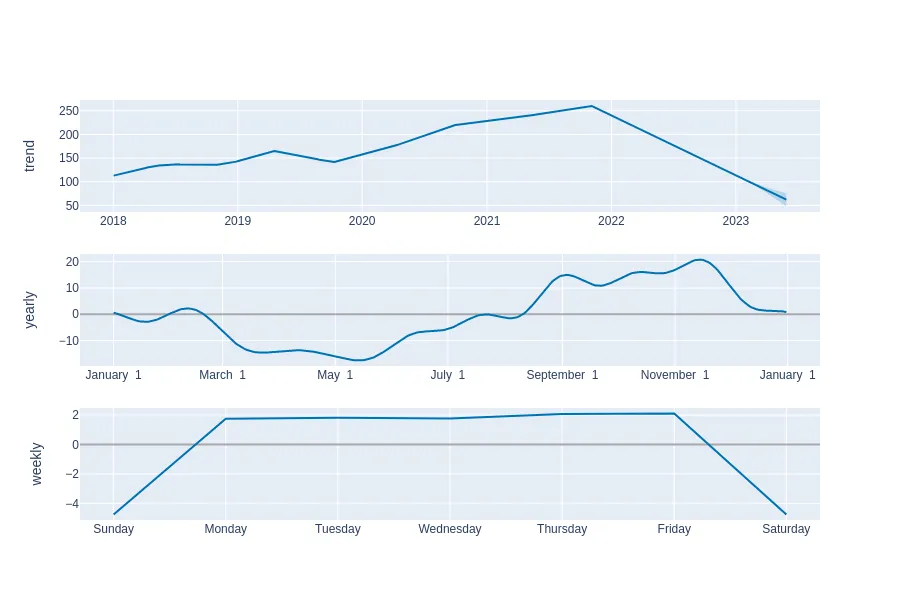 trend
250
200
150
100
50
2018 2019 2020 2021 2022 2023
yearly
20
10
0
−10
January 1 March 1 May 1 July 1 September 1 November 1 January 1
weekly
2
0
−2
−4
Sunday Monday Tuesday Wednesday Thursday Friday Saturday